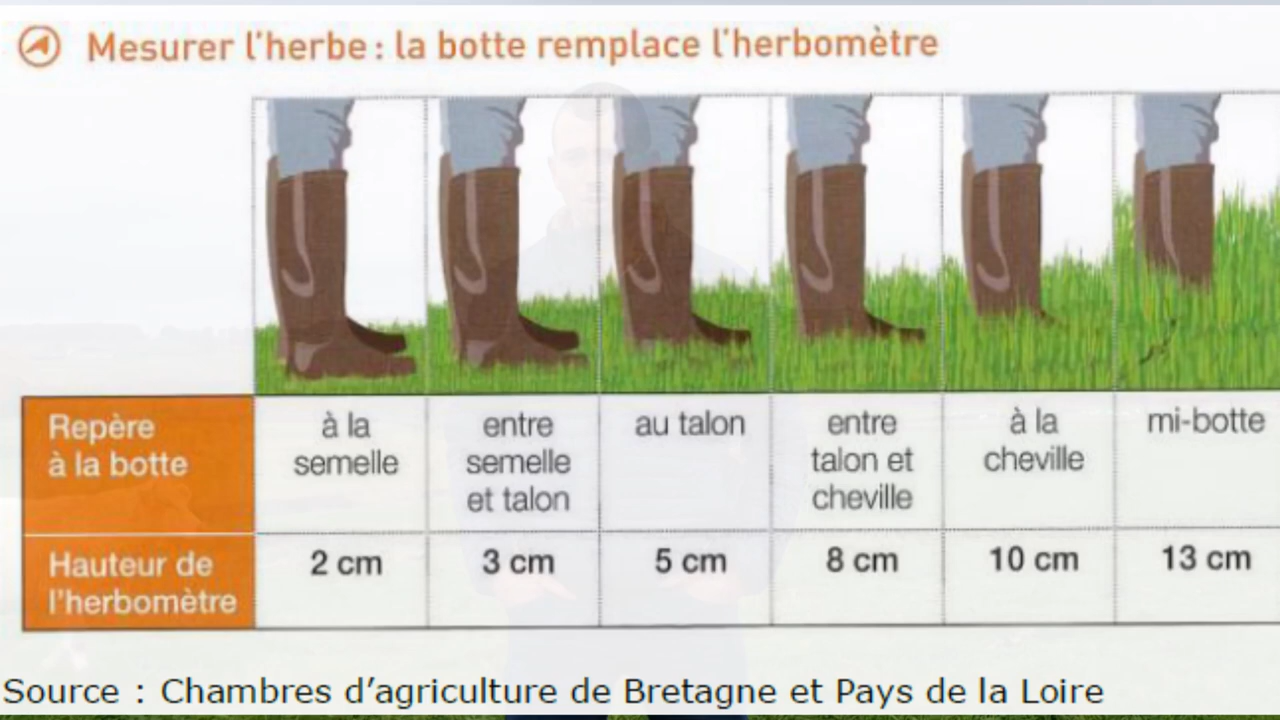 Mesurer l'herbe : la botte remplace l'herbomètre
Repère
à la botte
à la
semelle
entre
semelle
et talon
au talon
entre
talon et
cheville
à la
cheville
mi-botte
Hauteur de
l'herbomètre
2 cm
3 cm
5 cm
8 cm
10 cm
13 cm
Source : Chambres d'agriculture de Bretagne et Pays de la Loire